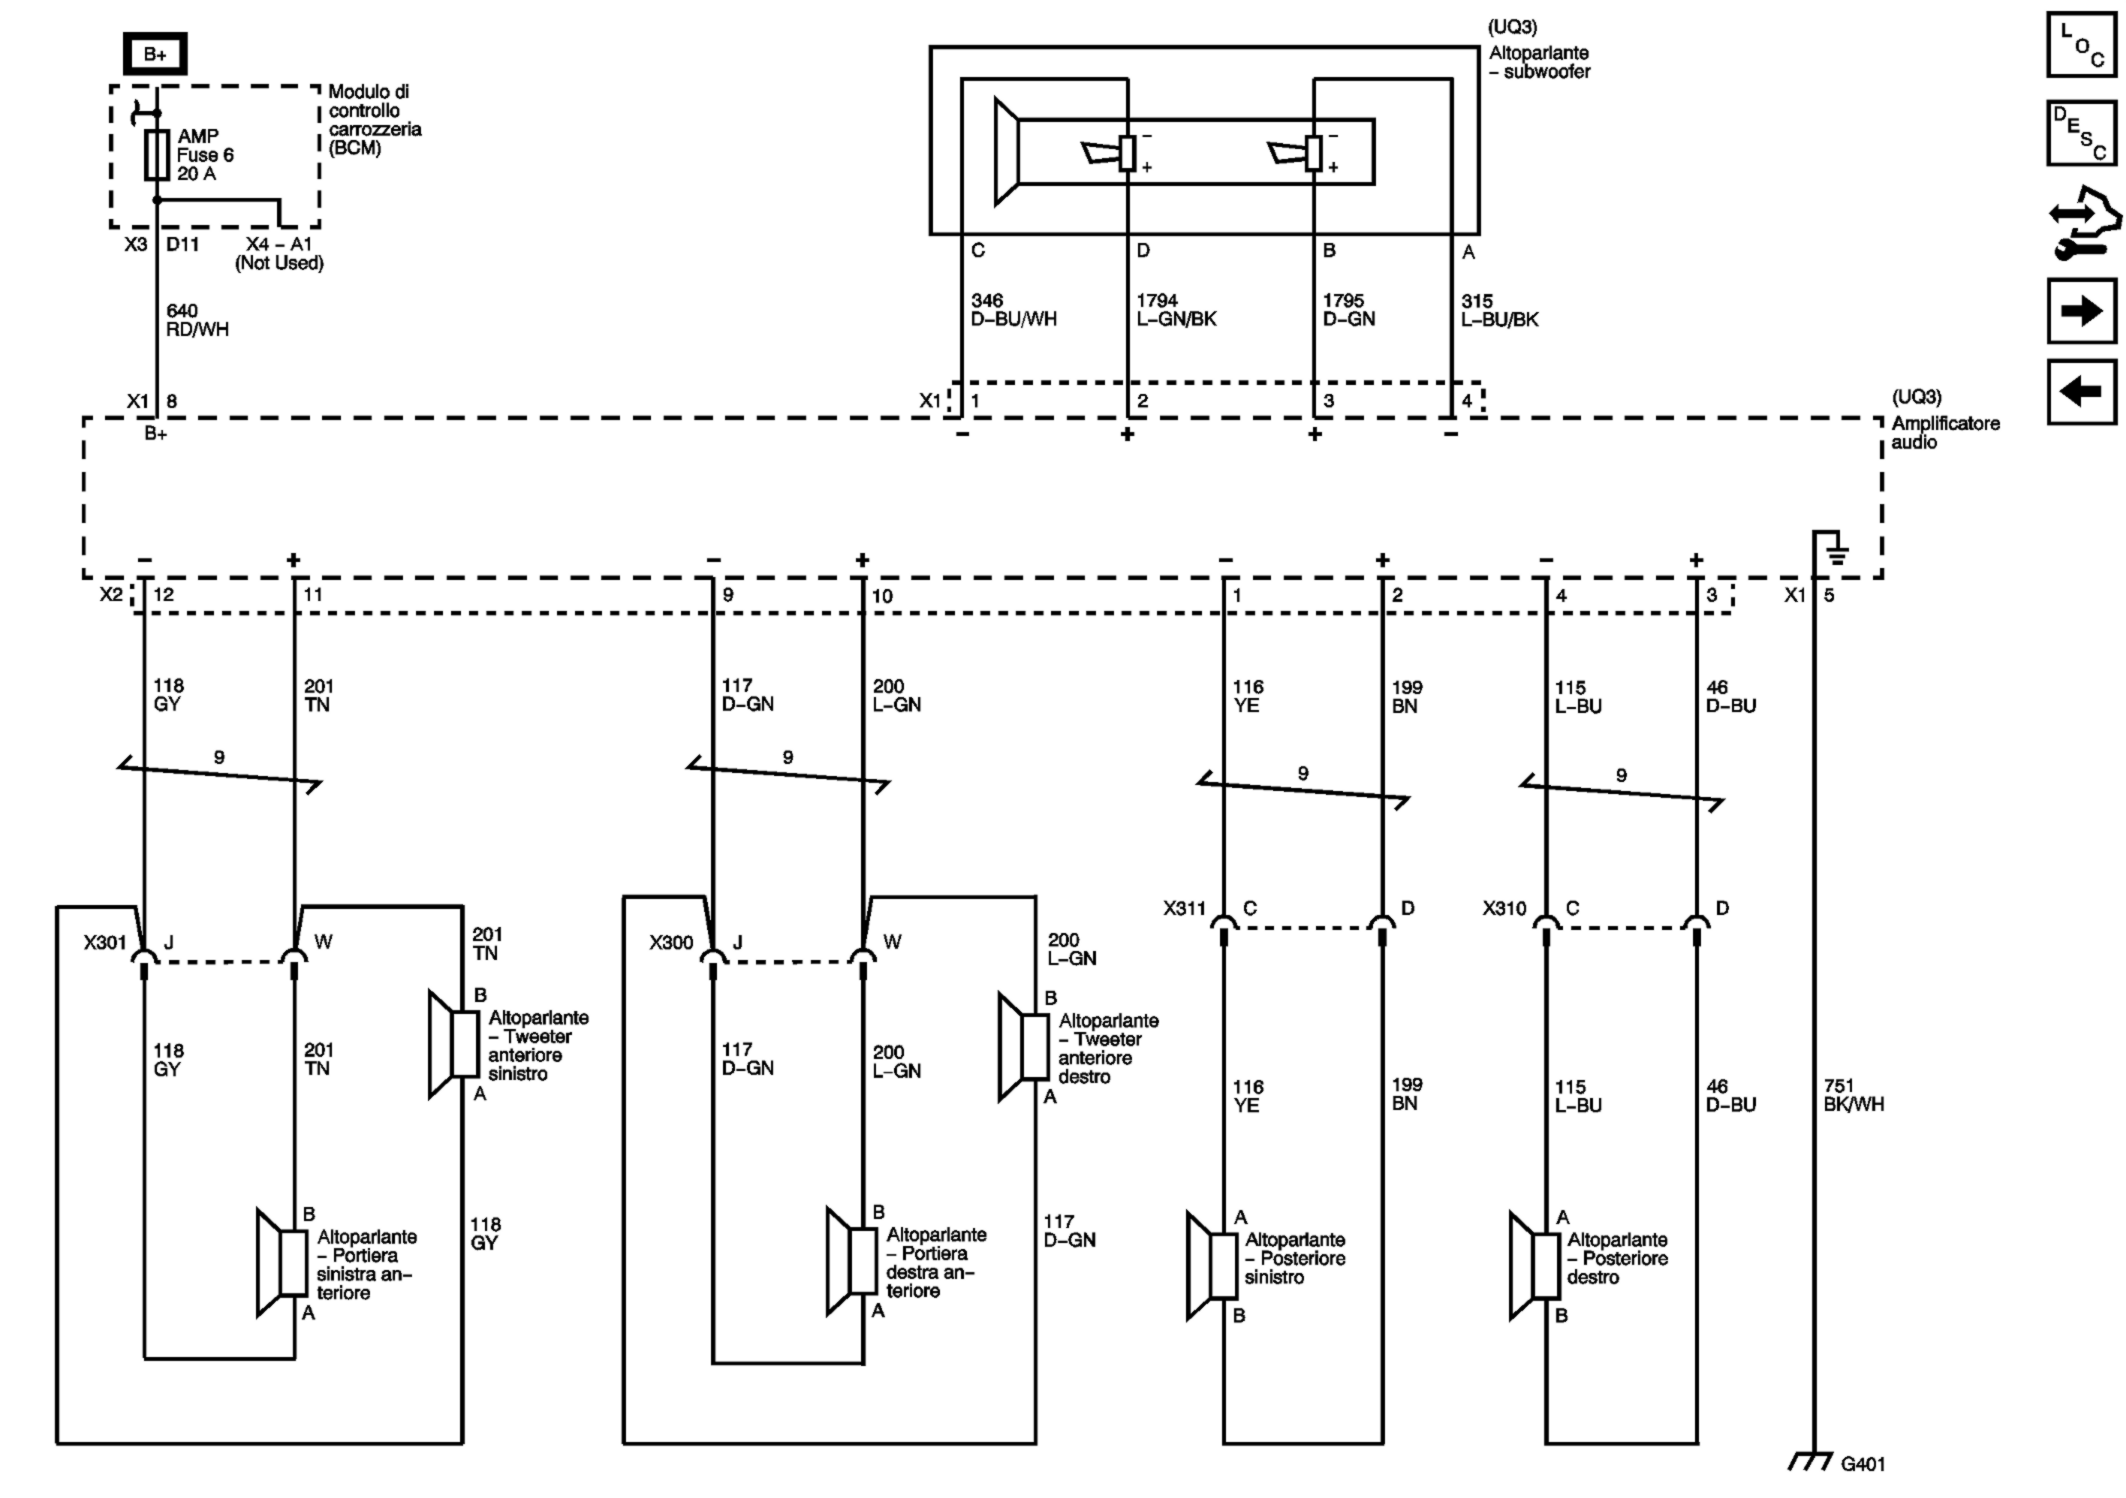 B+
Modulo di
controllo
carrozzeria
(BCM)
AMP
Fuse 6
20 A
X3 D11
X4 – A1
(Not Used)
640
RD/WH
X1 8
B+
(UQ3)
Altoparlante
– subwoofer
– +
– +
C D B A
346
D–BU/WH
1794
L–GN/BK
1795
D–GN
315
L–BU/BK
X1 1 2 3 4
– + + –
(UQ3)
Amplificatore
audio
L O C
D E S C
– + – + – + – +
X2 12 11 9 10 1 2 4 3 X1 5
118
GY
201
TN
117
D–GN
200
L–GN
116
YE
199
BN
115
L–BU
46
D–BU
9 9 9 9
X301 J W
201
TN
X300 J W
200
L–GN
X311 C D
X310 C D
B
Altoparlante
– Tweeter
anteriore
sinistro
A
B
Altoparlante
– Tweeter
anteriore
destro
A
118
GY
201
TN
117
D–GN
200
L–GN
116
YE
199
BN
115
L–BU
46
D–BU
751
BK/WH
B
Altoparlante
– Portiera
sinistra an–
teriore
A
118
GY
B
Altoparlante
– Portiera
destra an–
teriore
A
117
D–GN
A
Altoparlante
– Posteriore
sinistro
B
A
Altoparlante
– Posteriore
destro
B
G401